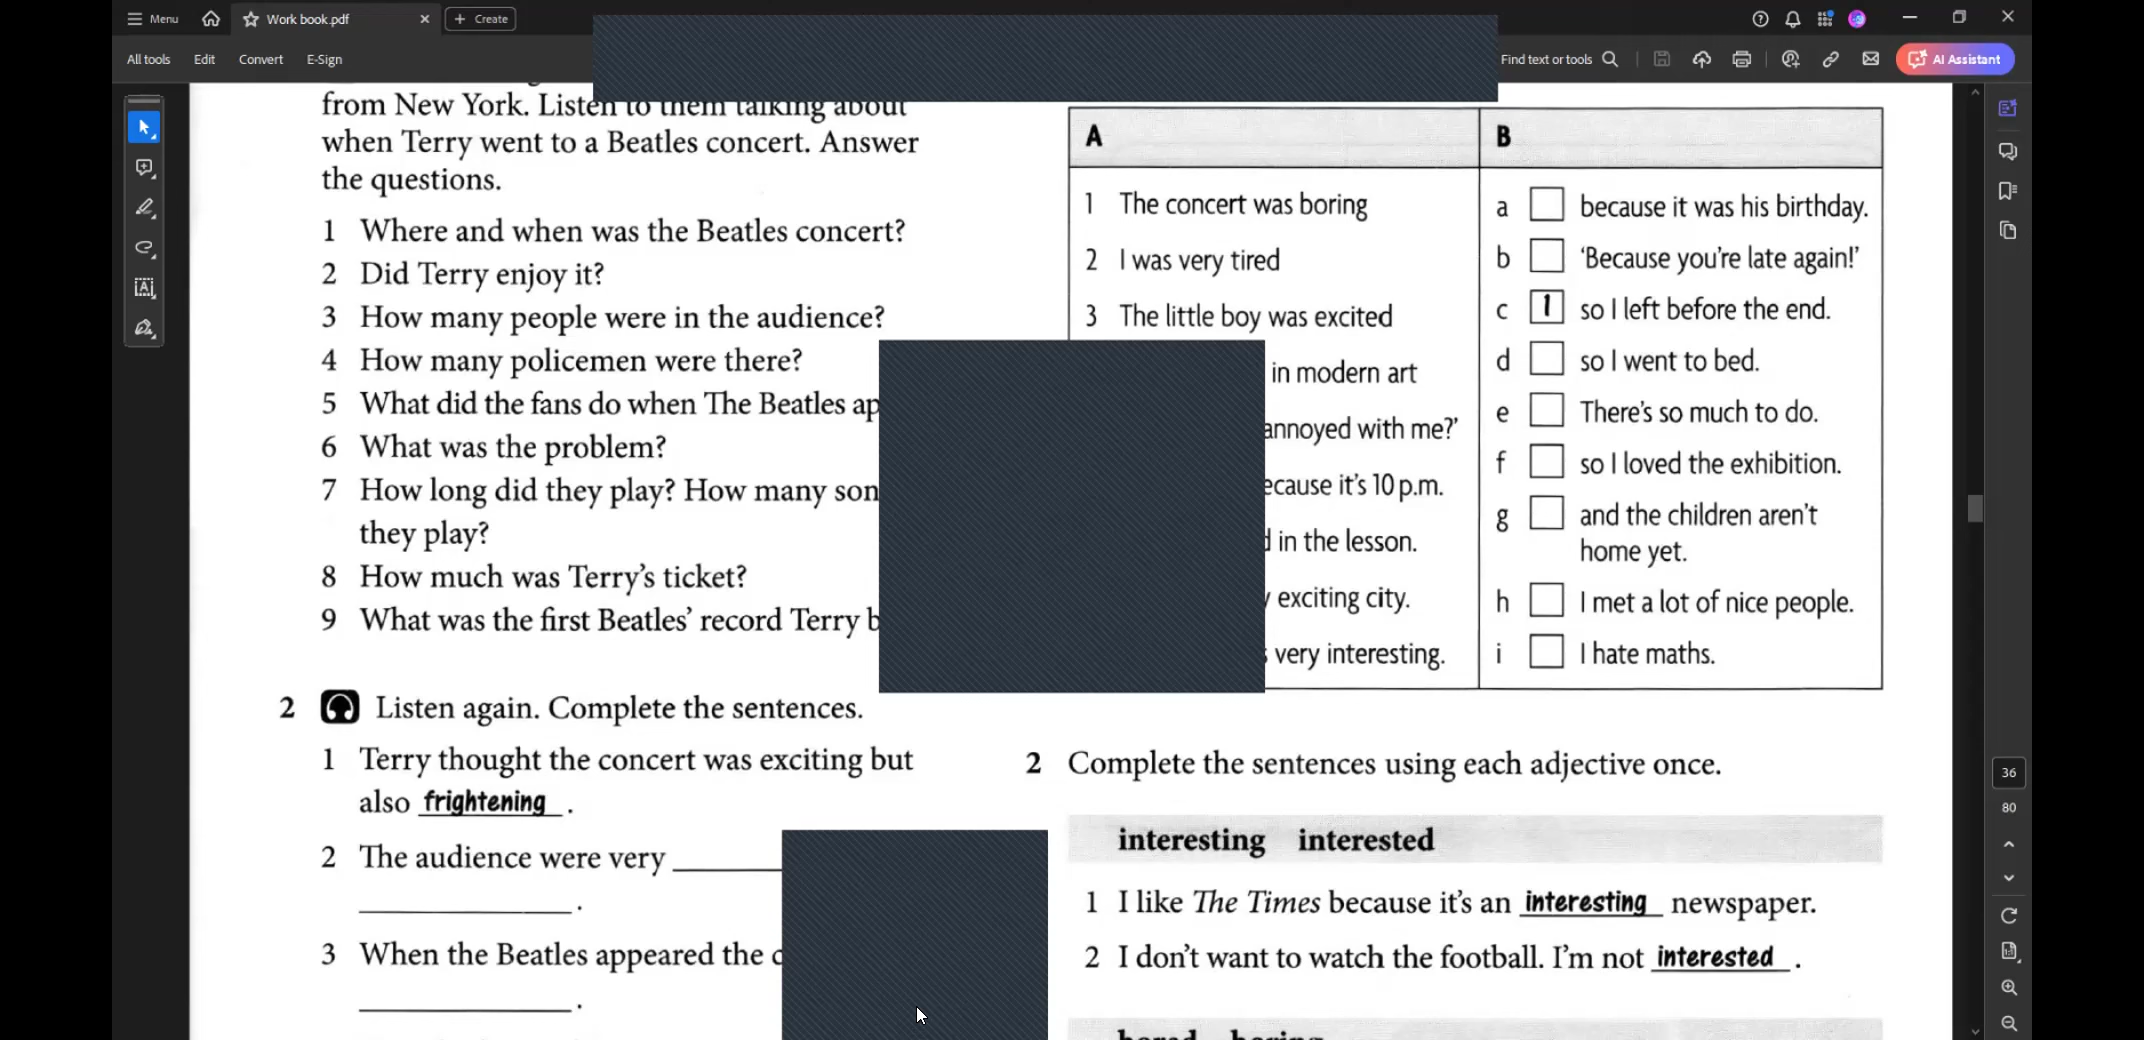 Menu
Work book.pdf
Create
All tools
Edit
Convert
E-Sign
Find text or tools
AI Assistant
from New York. Listen to them talking about
when Terry went to a Beatles concert. Answer
the questions.
1 Where and when was the Beatles concert?
2 Did Terry enjoy it?
3 How many people were in the audience?
4 How many policemen were there?
5 What did the fans do when The Beatles
6 What was the problem?
7 How long did they play? How many
they play?
8 How much was Terry's ticket?
9 What was the first Beatles' record Terry
2 Listen again. Complete the sentences.
1 Terry thought the concert was exciting but
also frightening .
2 The audience were very
.
3 When the Beatles appeared the
.
A B
1 The concert was boring
2 I was very tired
3 The little boy was excited
in modern art
annoyed with me?'
because it's 10 p.m.
in the lesson.
exciting city.
very interesting.
a because it was his birthday.
b 'Because you're late again!'
c 1 so I left before the end.
d so I went to bed.
e There's so much to do.
f so I loved the exhibition.
g and the children aren't
home yet.
h I met a lot of nice people.
i I hate maths.
2 Complete the sentences using each adjective once.
interesting interested
1 I like The Times because it's an interesting newspaper.
2 I don't want to watch the football. I'm not interested .
bored boring
36
80